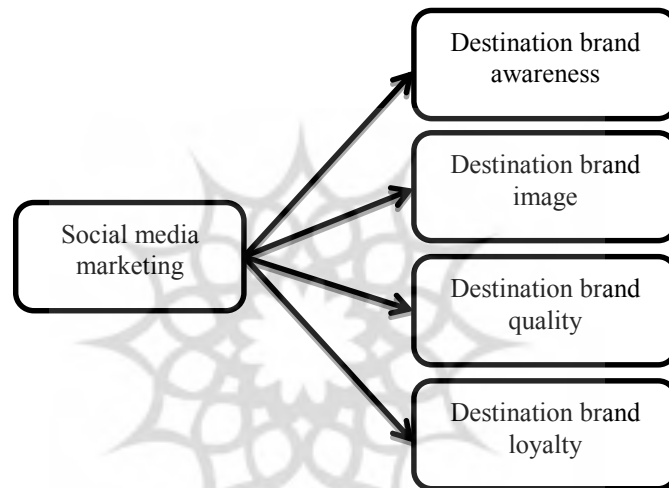 Destination brand
awareness
Destination brand
image
Social media
marketing
Destination brand
quality
Destination brand
loyalty